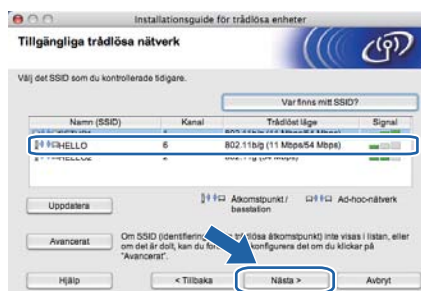 Installationsguide för trådlösa enheter
Tillgängliga trådlösa nätverk
Välj det SSID som du kontrollerade tidigare.
Var finns mitt SSID?
Namn (SSID) Kanal Trådlöst läge Signal
HELLO 6 802.11b/g (11 Mbps/54 Mbps)
Uppdatera
Åtkomstpunkt / basstation
Ad-hoc-nätverk
Avancerat
Om SSID (identifiering trådlösa åtkomstpunkt) inte visas i listan, eller
om det är dolt, kan du konfigurera det om du klickar på
"Avancerat".
Hjälp
< Tillbaka
Nästa >
Avbryt